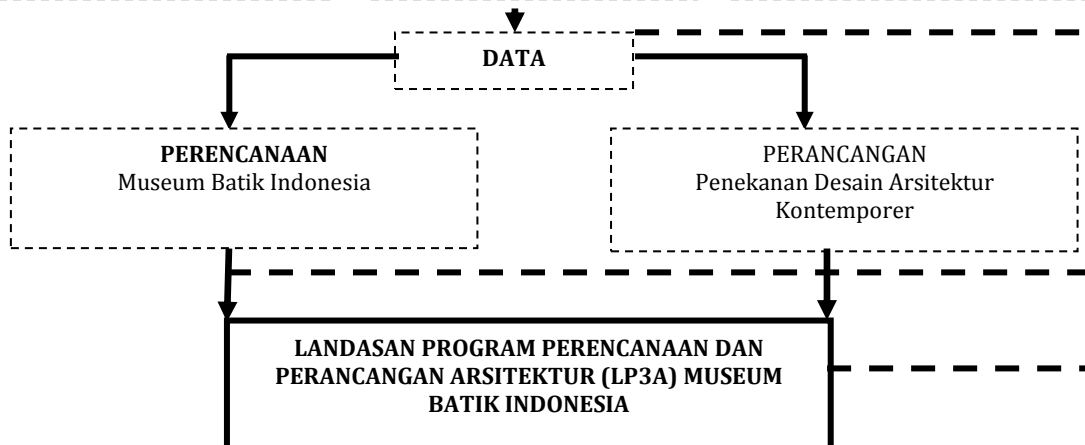 DATA
PERENCANAAN
Museum Batik Indonesia
PERANCANGAN
Penekanan Desain Arsitektur
Kontemporer
LANDASAN PROGRAM PERENCANAAN DAN
PERANCANGAN ARSITEKTUR (LP3A) MUSEUM
BATIK INDONESIA